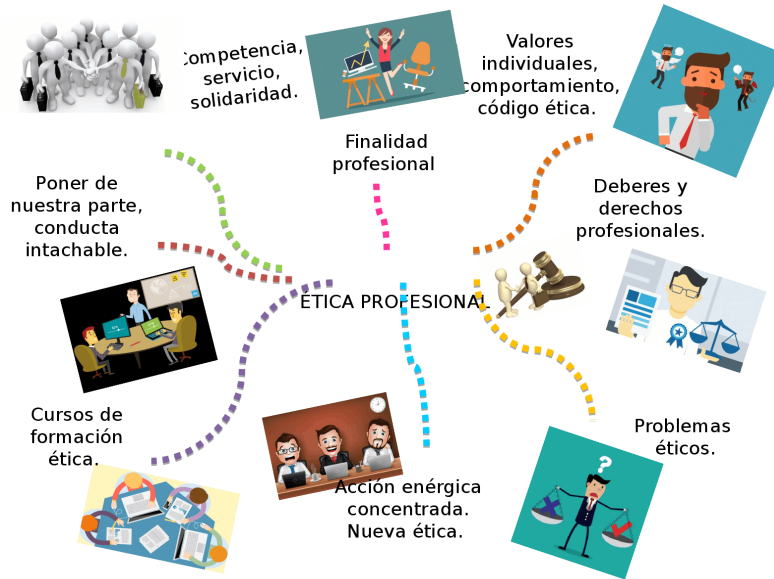 Competencia,
servicio,
solidaridad.
Finalidad
profesional
Valores
individuales,
comportamiento,
código ética.
Poner de
nuestra parte,
conducta
intachable.
Deberes y
derechos
profesionales.
ÉTICA PROFESIONAL
Cursos de
formación
ética.
Acción enérgica
concentrada.
Nueva ética.
Problemas
éticos.
?